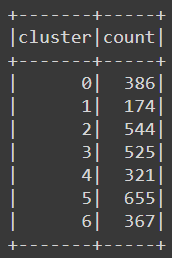 +-------+-----+
|cluster|count|
+-------+-----+
|      0|  386|
|      1|  174|
|      2|  544|
|      3|  525|
|      4|  321|
|      5|  655|
|      6|  367|
+-------+-----+